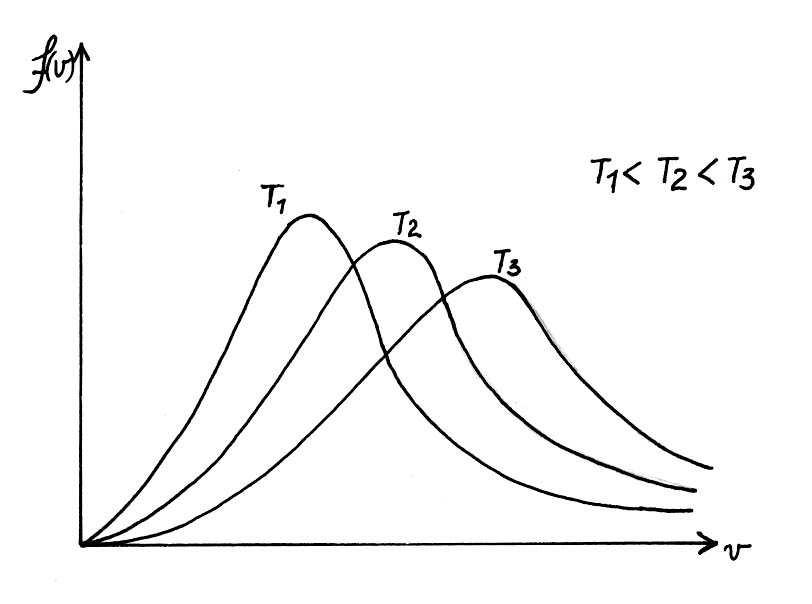 f(v)
T₁ < T₂ < T₃
T₁
T₂
T₃
v